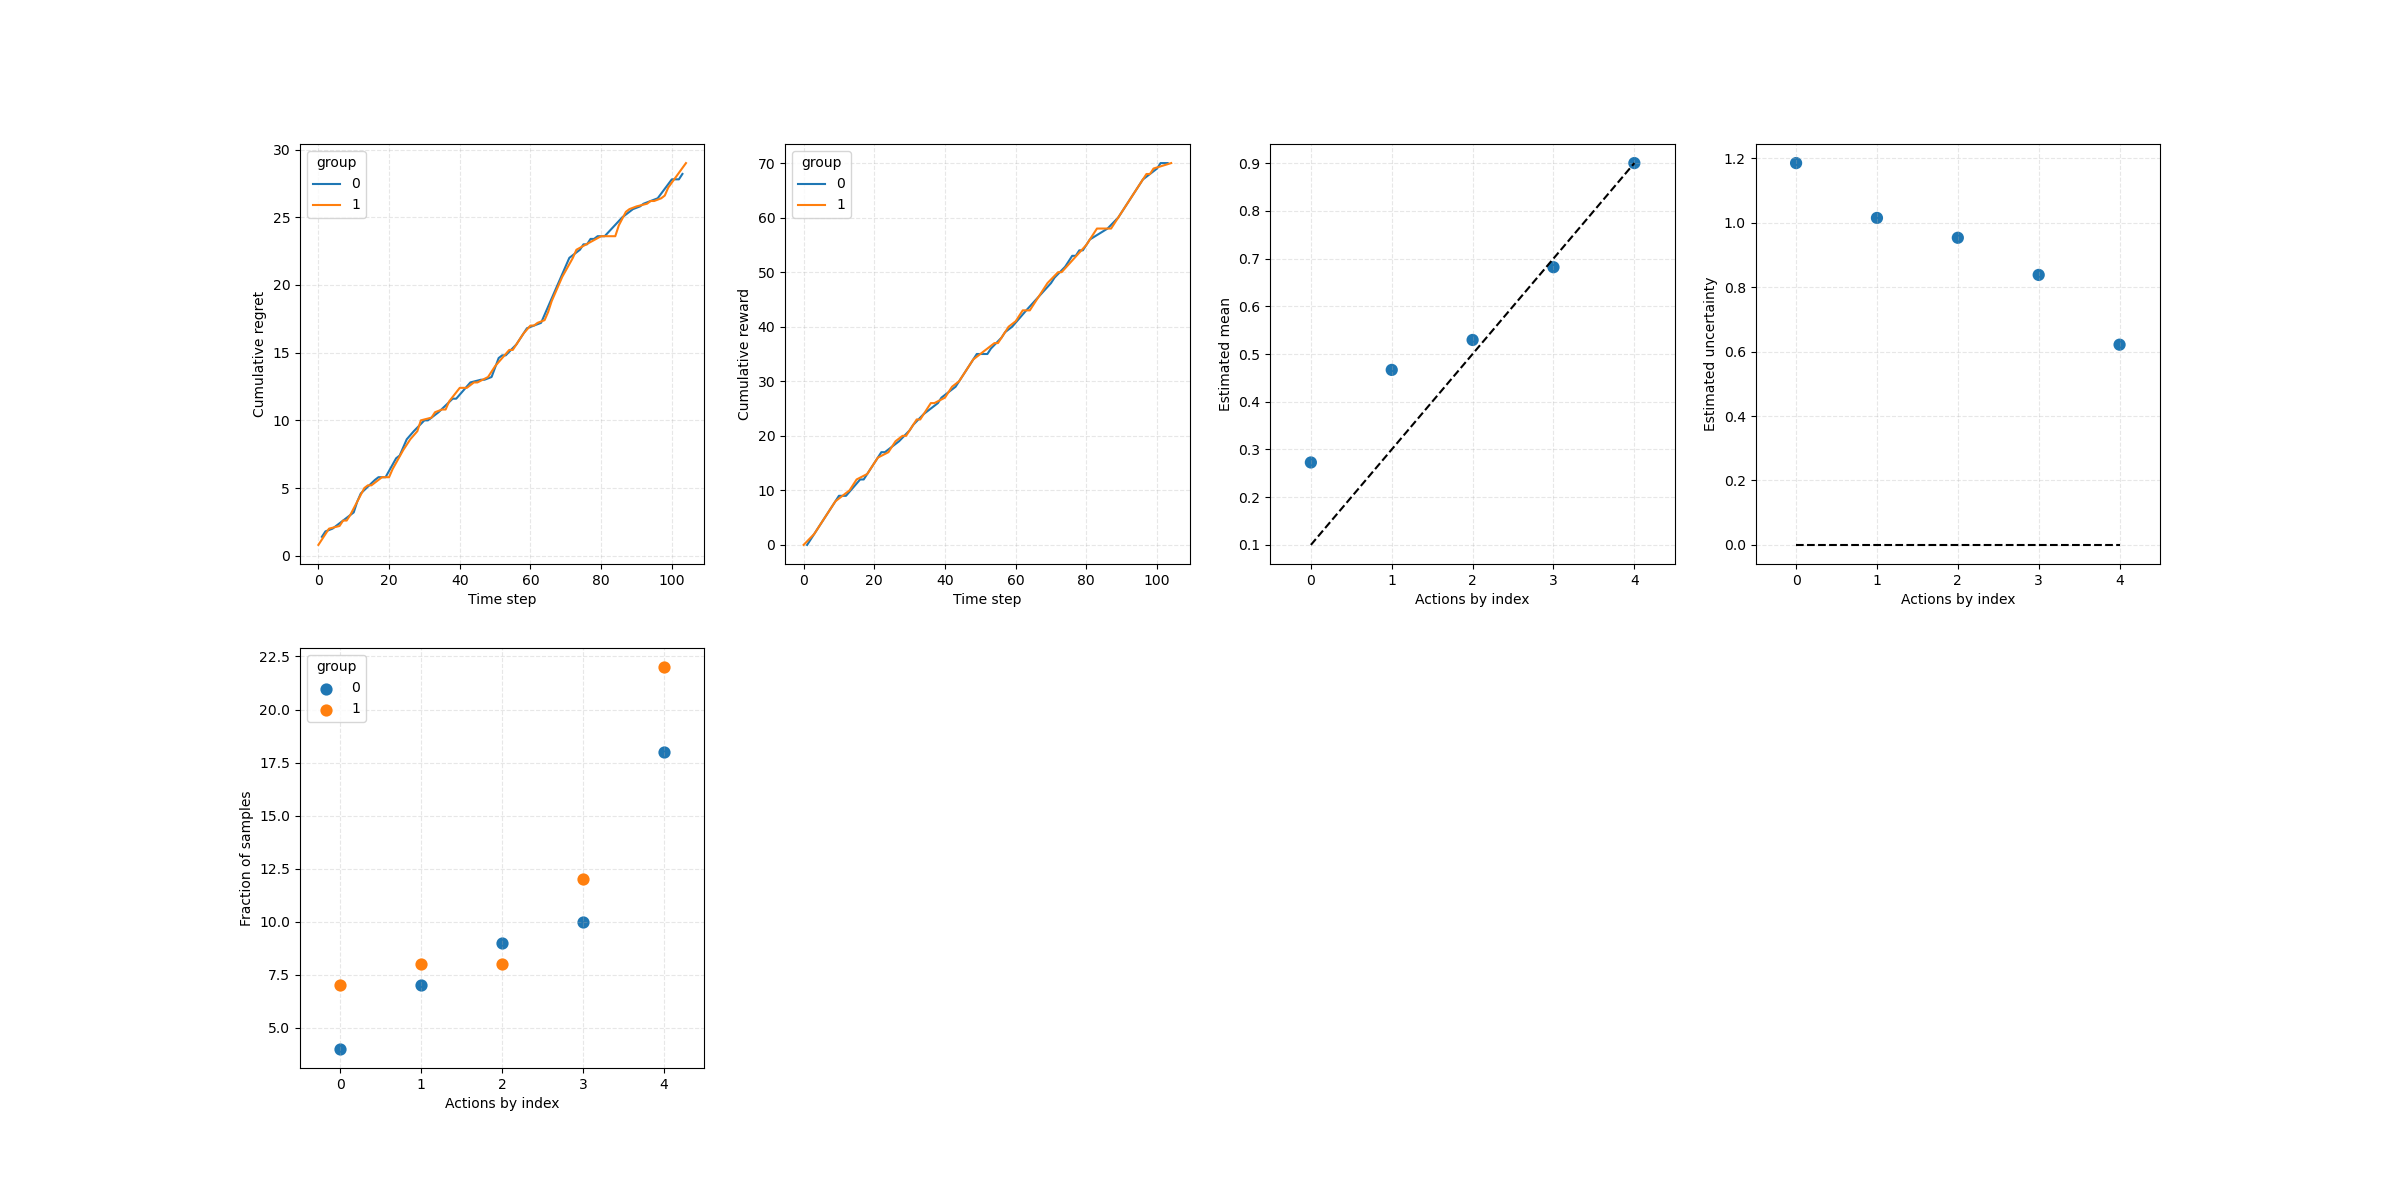 group
0
1
30
25
20
15
10
5
0
Cumulative regret
0 20 40 60 80 100
Time step
group
0
1
70
60
50
40
30
20
10
0
Cumulative reward
0 20 40 60 80 100
Time step
0.9
0.8
0.7
0.6
0.5
0.4
0.3
0.2
0.1
Estimated mean
0 1 2 3 4
Actions by index
1.2
1.0
0.8
0.6
0.4
0.2
0.0
Estimated uncertainty
0 1 2 3 4
Actions by index
group
0
1
22.5
20.0
17.5
15.0
12.5
10.0
7.5
5.0
Fraction of samples
0 1 2 3 4
Actions by index